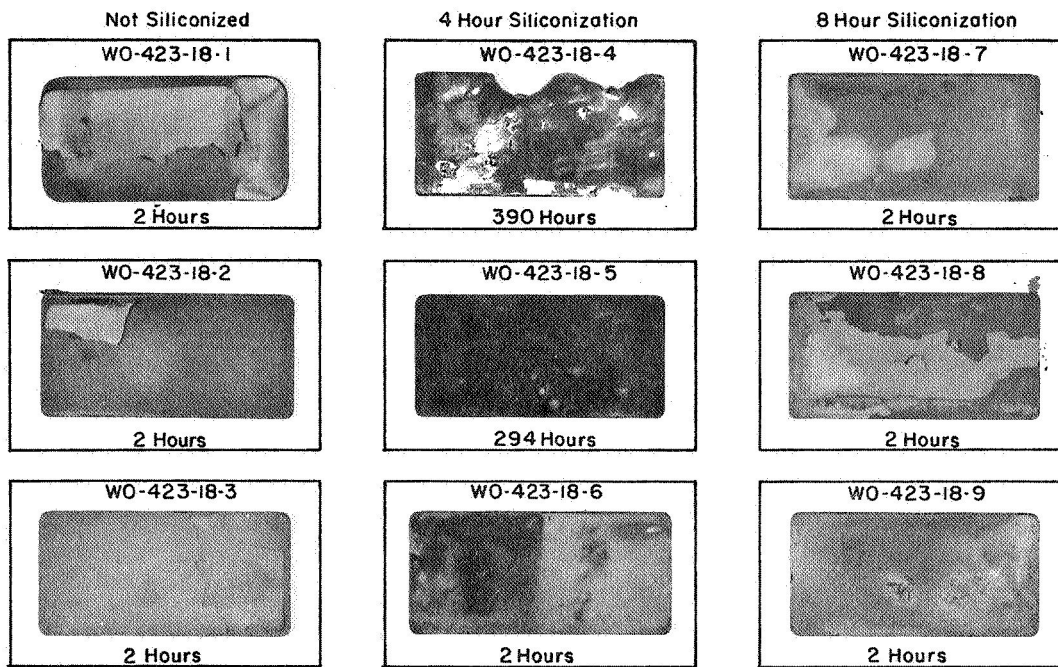 Not Siliconized
4 Hour Siliconization
8 Hour Siliconization
WO-423-18-1
WO-423-18-4
WO-423-18-7
2 Hours
390 Hours
2 Hours
WO-423-18-2
WO-423-18-5
WO-423-18-8
2 Hours
294 Hours
2 Hours
WO-423-18-3
WO-423-18-6
WO-423-18-9
2 Hours
2 Hours
2 Hours